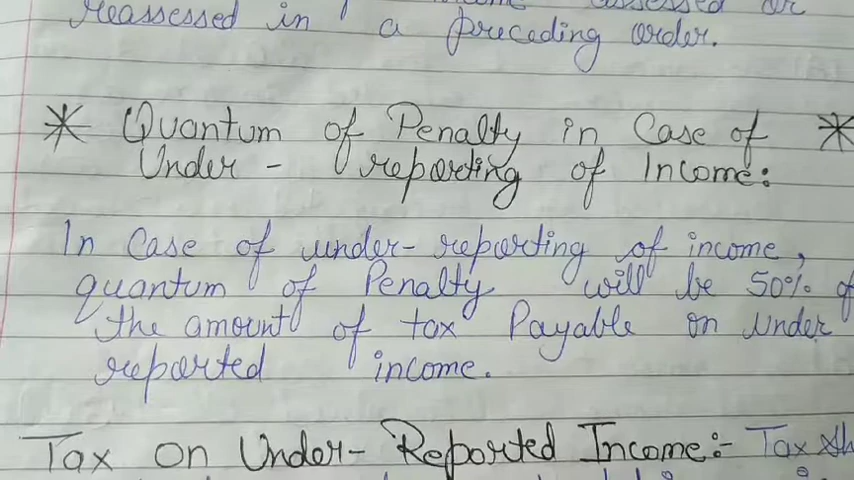 reassessed in a preceding order.
* Quantum of Penalty in Case of *
Under - reporting of Income:
In Case of under-reporting of income,
quantum of Penalty will be 50% of
the amount of tax Payable on under
reported income.
Tax on Under- Reported Income:- Tax